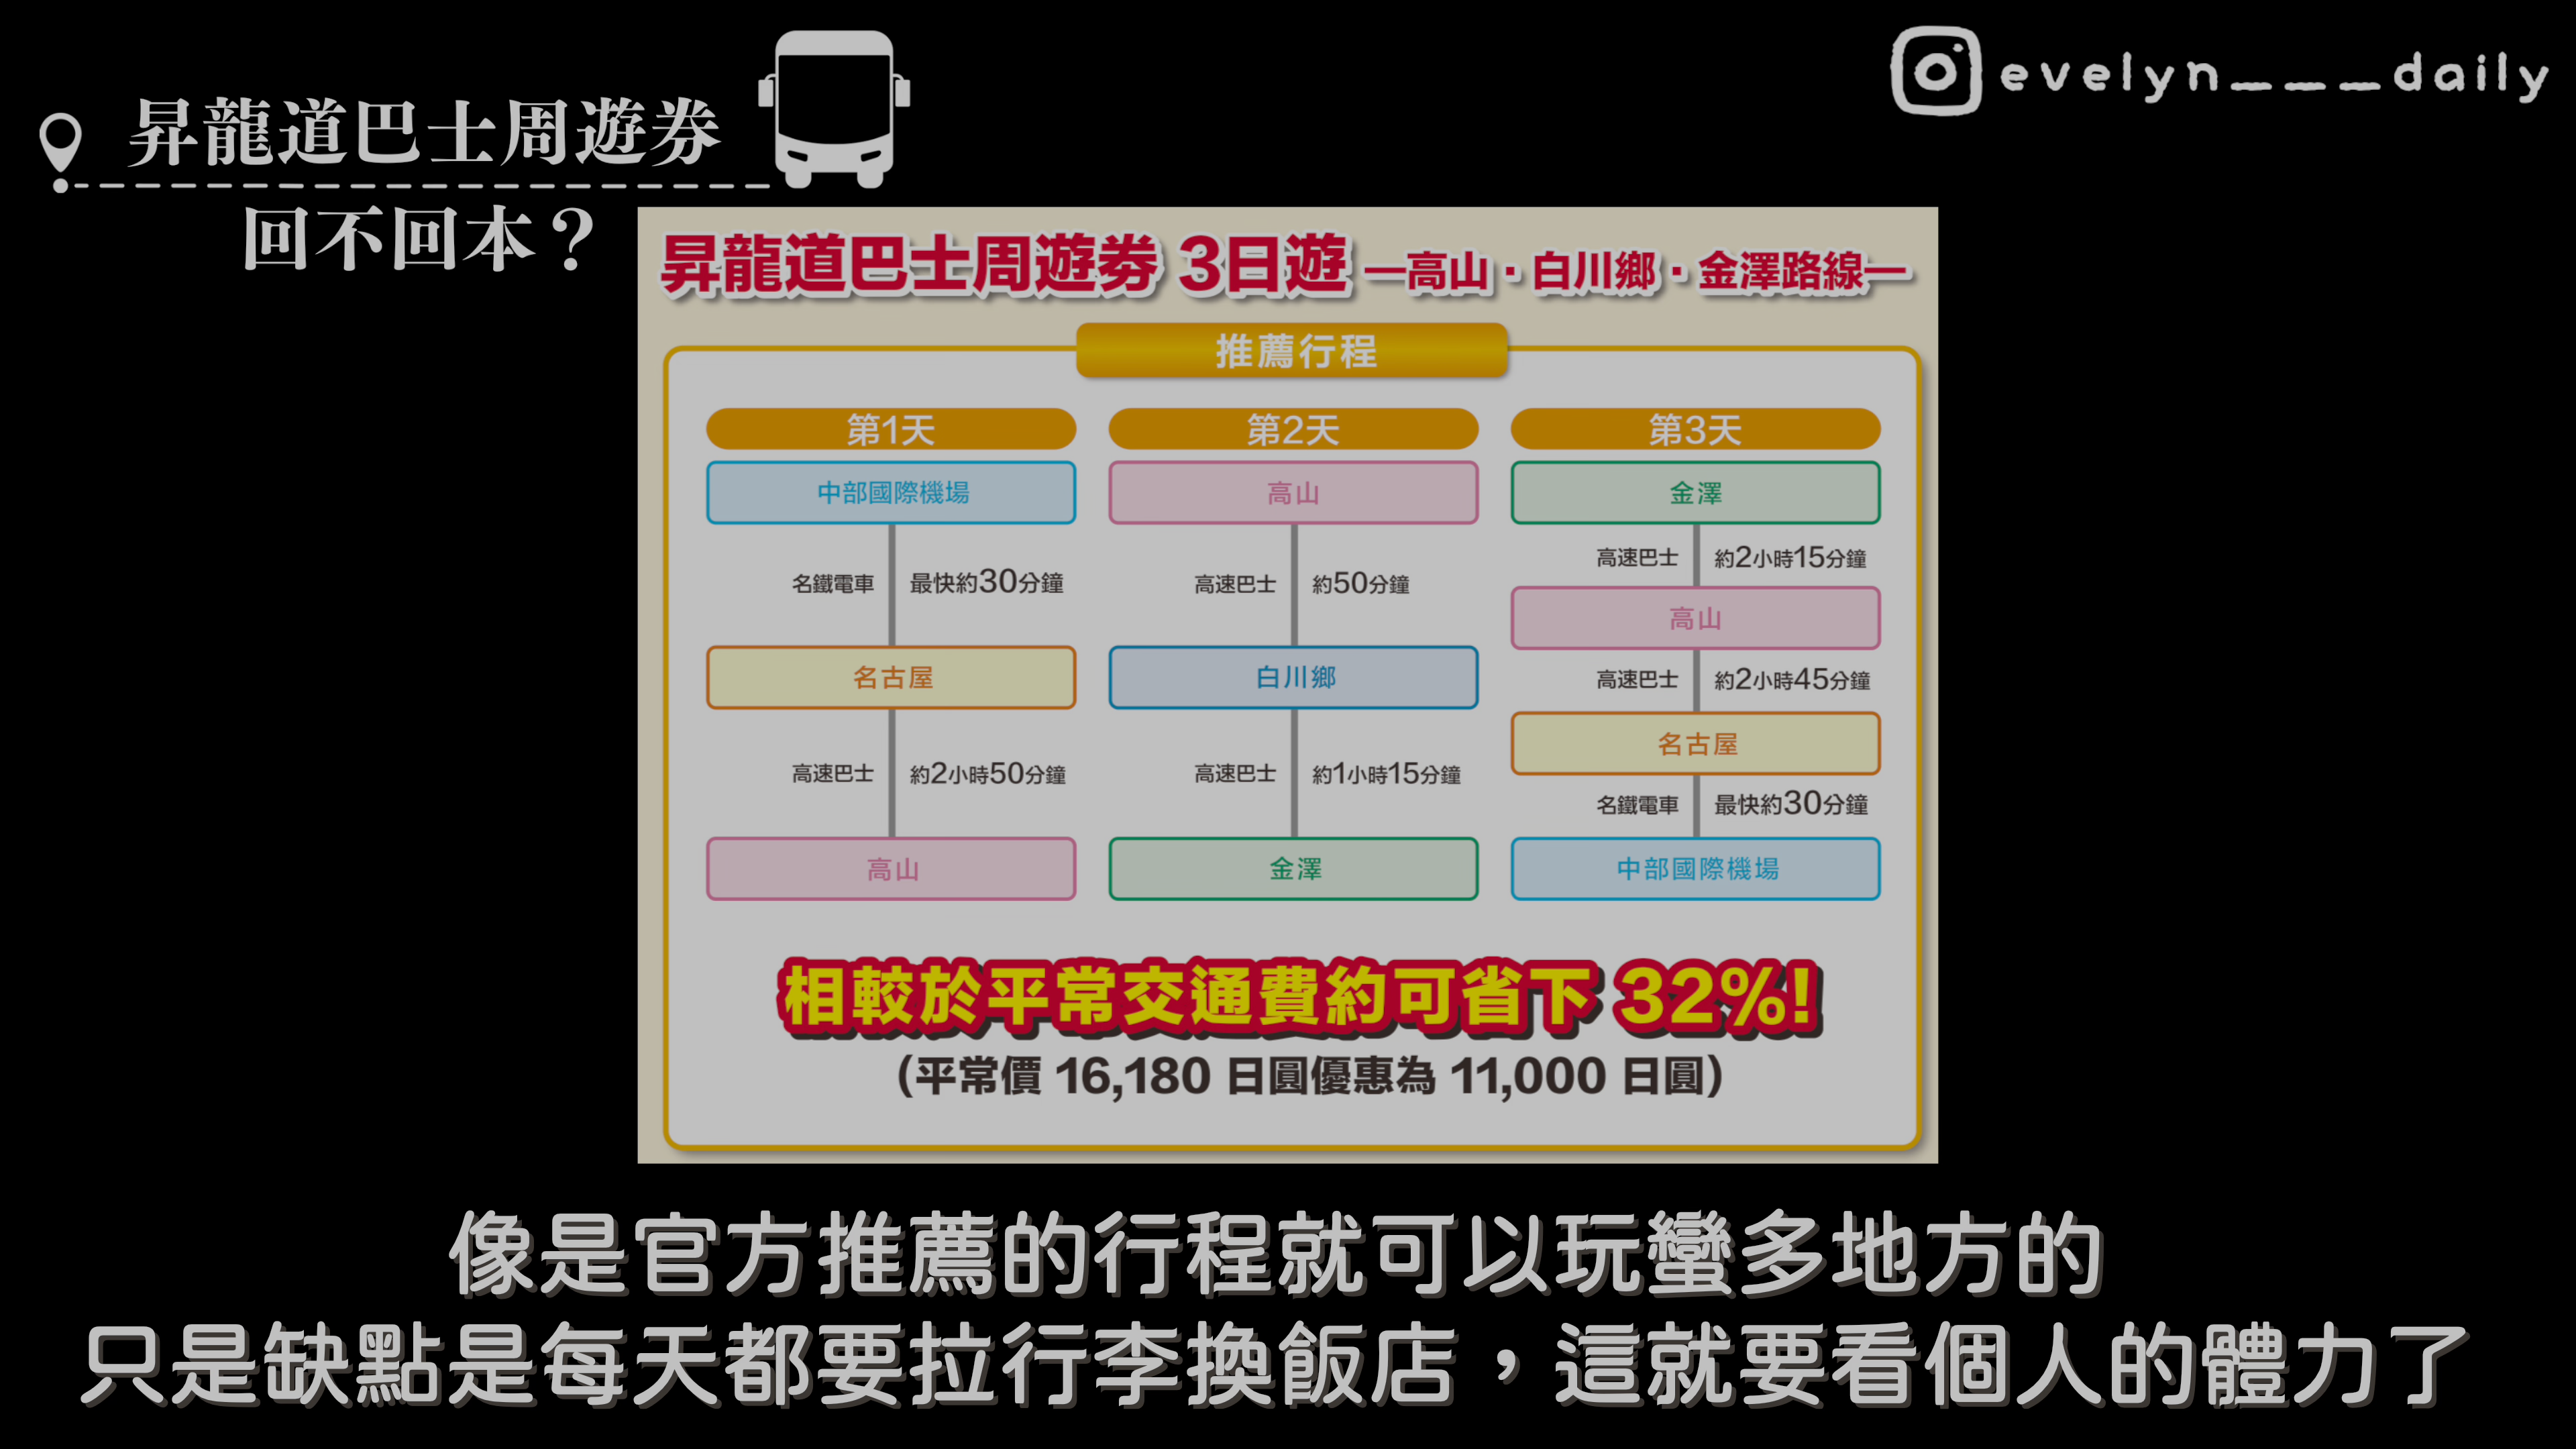 昇龍道巴士周遊券
回不回本？
evelyn___daily
昇龍道巴士周遊券 3日遊 —高山・白川鄉・金澤路線—
推薦行程
第1天
中部國際機場
名鐵電車 最快約30分鐘
名古屋
高速巴士 約2小時50分鐘
高山
第2天
高山
高速巴士 約50分鐘
白川鄉
高速巴士 約1小時15分鐘
金澤
第3天
金澤
高速巴士 約2小時15分鐘
高山
高速巴士 約2小時45分鐘
名古屋
名鐵電車 最快約30分鐘
中部國際機場
相較於平常交通費約可省下 32%!
(平常價 16,180 日圓優惠為 11,000 日圓)
像是官方推薦的行程就可以玩蠻多地方的
只是缺點是每天都要拉行李換飯店，這就要看個人的體力了